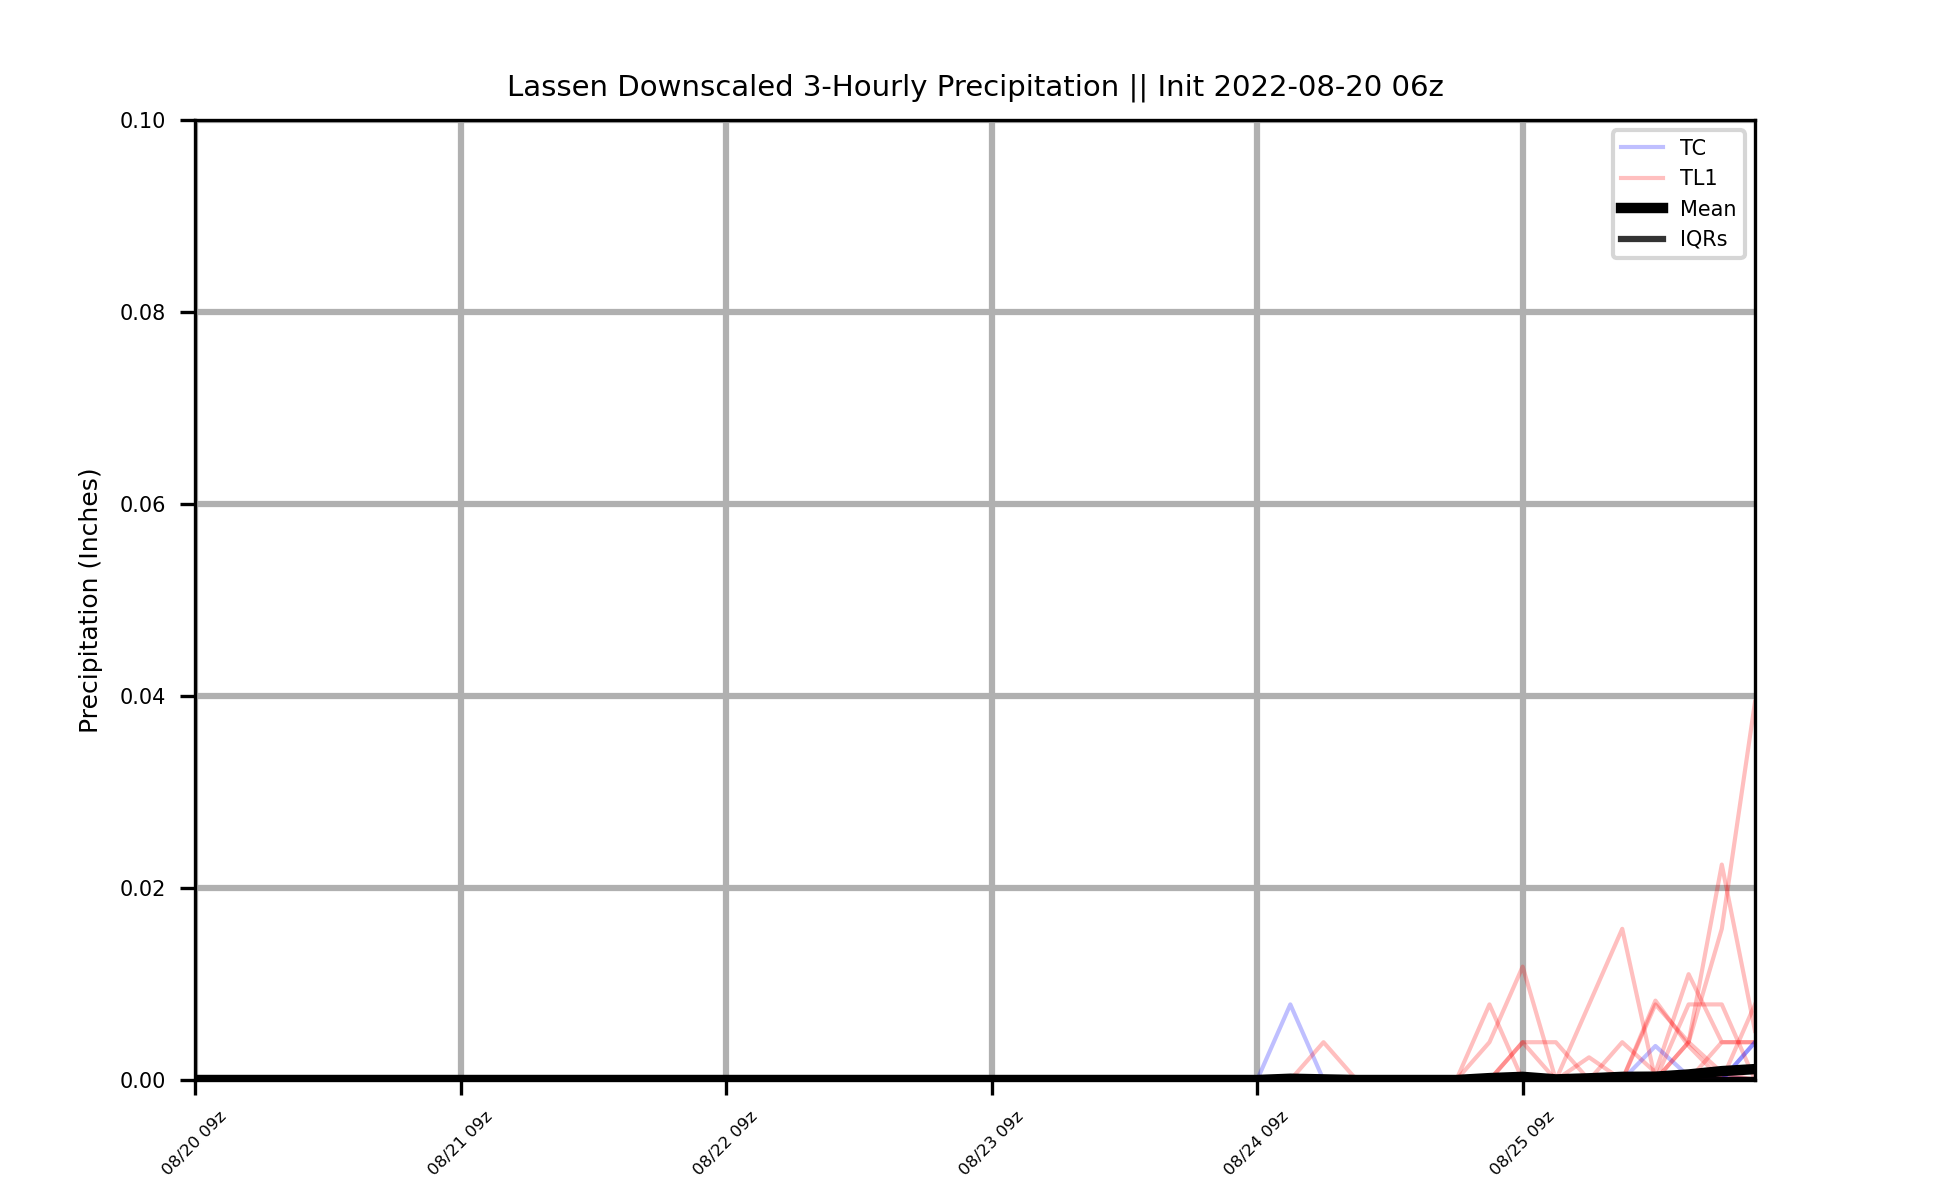 Lassen Downscaled 3-Hourly Precipitation || Init 2022-08-20 06z
TC
TL1
Mean
IQRs
Precipitation (Inches)
0.10
0.08
0.06
0.04
0.02
0.00
08/20 09z
08/21 09z
08/22 09z
08/23 09z
08/24 09z
08/25 09z